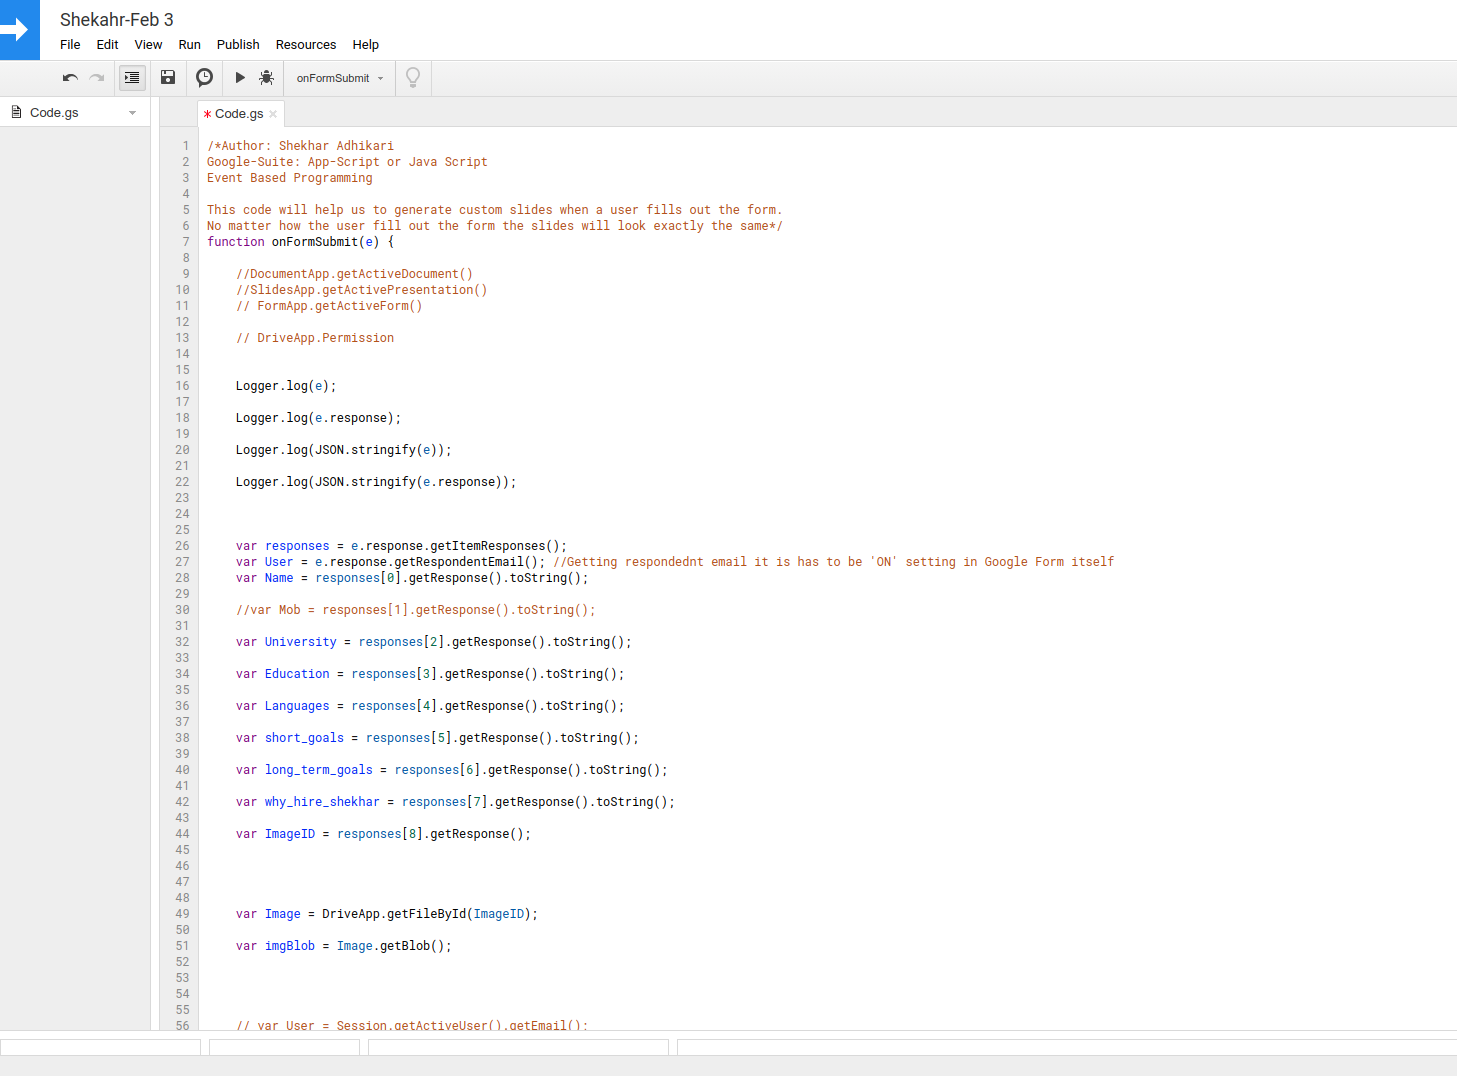 Shekahr-Feb 3
File Edit View Run Publish Resources Help
onFormSubmit
Code.gs
* Code.gs ×
1 /*Author: Shekhar Adhikari
2 Google-Suite: App-Script or Java Script
3 Event Based Programming
4
5 This code will help us to generate custom slides when a user fills out the form.
6 No matter how the user fill out the form the slides will look exactly the same*/
7 function onFormSubmit(e) {
8
9 //DocumentApp.getActiveDocument()
10 //SlidesApp.getActivePresentation()
11 // FormApp.getActiveForm()
12
13 // DriveApp.Permission
14
15
16 Logger.log(e);
17
18 Logger.log(e.response);
19
20 Logger.log(JSON.stringify(e));
21
22 Logger.log(JSON.stringify(e.response));
23
24
25
26 var responses = e.response.getItemResponses();
27 var User = e.response.getRespondentEmail(); //Getting respondednt email it is has to be 'ON' setting in Google Form itself
28 var Name = responses[0].getResponse().toString();
29
30 //var Mob = responses[1].getResponse().toString();
31
32 var University = responses[2].getResponse().toString();
33
34 var Education = responses[3].getResponse().toString();
35
36 var Languages = responses[4].getResponse().toString();
37
38 var short_goals = responses[5].getResponse().toString();
39
40 var long_term_goals = responses[6].getResponse().toString();
41
42 var why_hire_shekhar = responses[7].getResponse().toString();
43
44 var ImageID = responses[8].getResponse();
45
46
47
48
49 var Image = DriveApp.getFileById(ImageID);
50
51 var imgBlob = Image.getBlob();
52
53
54
55
56 // var User = Session.getActiveUser().getEmail();